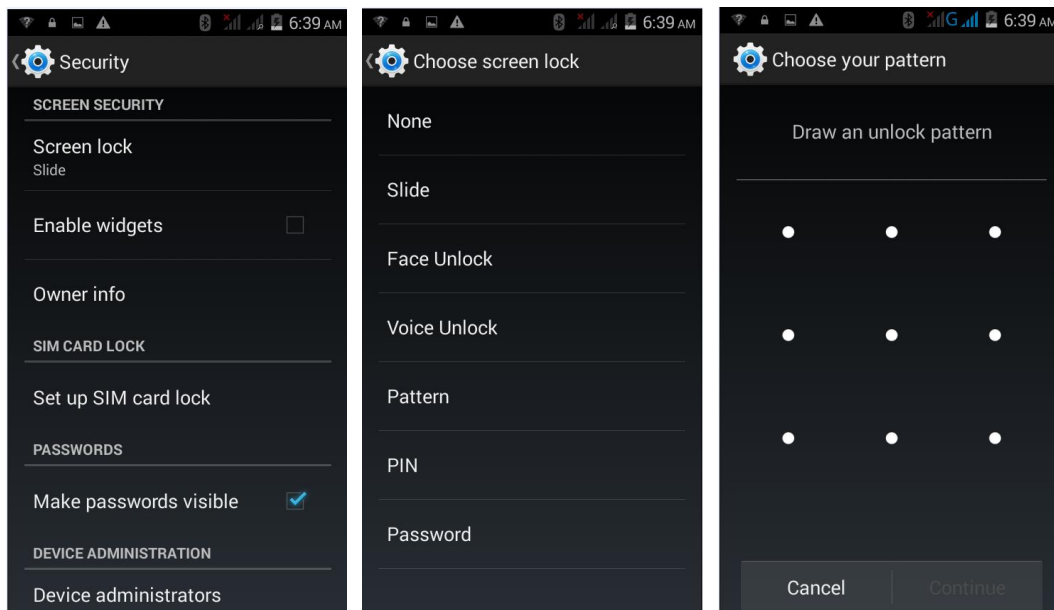 6:39 AM
Security
SCREEN SECURITY
Screen lock
Slide
Enable widgets
Owner info
SIM CARD LOCK
Set up SIM card lock
PASSWORDS
Make passwords visible
DEVICE ADMINISTRATION
Device administrators
6:39 AM
Choose screen lock
None
Slide
Face Unlock
Voice Unlock
Pattern
PIN
Password
G 6:39 AM
Choose your pattern
Draw an unlock pattern
Cancel
Continue